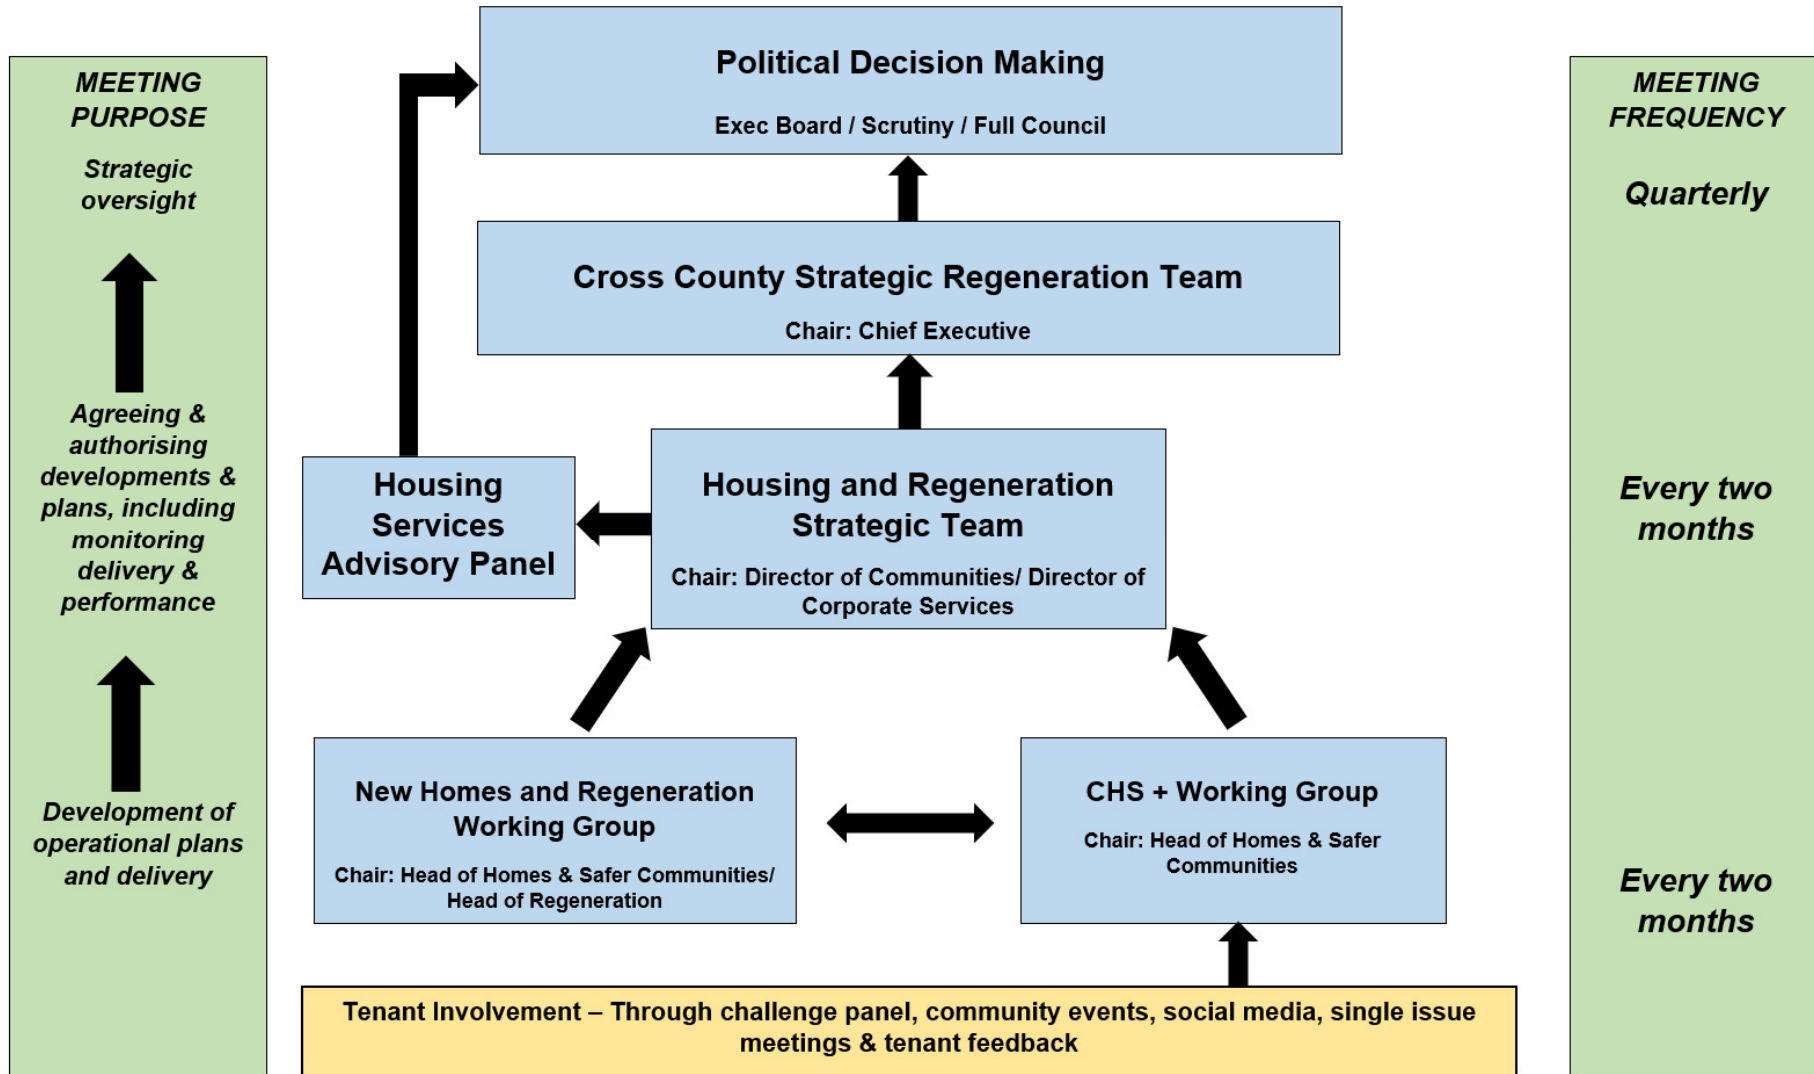 MEETING
PURPOSE
Strategic
oversight
Agreeing &
authorising
developments &
plans, including
monitoring
delivery &
performance
Development of
operational plans
and delivery
Political Decision Making
Exec Board / Scrutiny / Full Council
Cross County Strategic Regeneration Team
Chair: Chief Executive
Housing
Services
Advisory Panel
Housing and Regeneration
Strategic Team
Chair: Director of Communities/ Director of
Corporate Services
New Homes and Regeneration
Working Group
Chair: Head of Homes & Safer Communities/
Head of Regeneration
CHS + Working Group
Chair: Head of Homes & Safer
Communities
Tenant Involvement – Through challenge panel, community events, social media, single issue
meetings & tenant feedback
MEETING
FREQUENCY
Quarterly
Every two
months
Every two
months